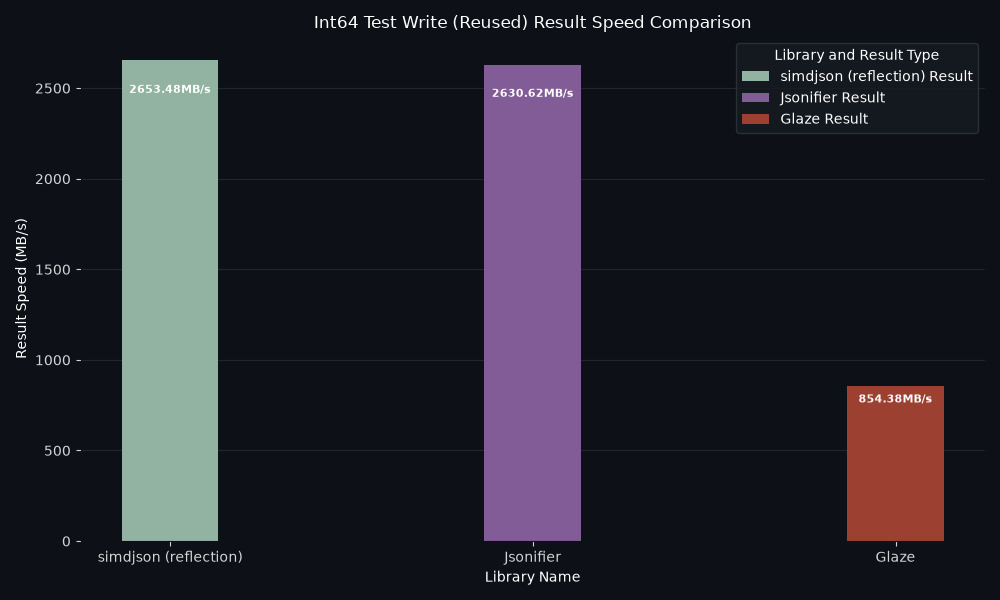 Int64 Test Write (Reused) Result Speed Comparison
Library and Result Type
simdjson (reflection) Result
Jsonifier Result
Glaze Result
2653.48MB/s
2630.62MB/s
854.38MB/s
Result Speed (MB/s)
2500
2000
1500
1000
500
0
simdjson (reflection)
Jsonifier
Glaze
Library Name